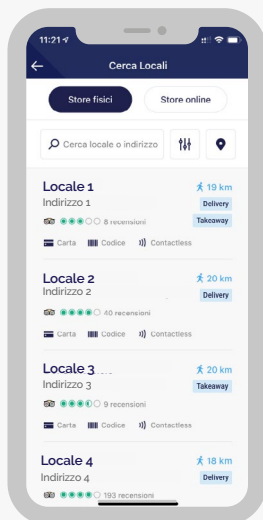 11:21
Cerca Locali
Store fisici Store online
Cerca locale o indirizzo
Locale 1 19 km
Indirizzo 1 Delivery
8 recensioni Takeaway
Carta Codice Contactless
Locale 2 20 km
Indirizzo 2 Delivery
40 recensioni
Carta Codice Contactless
Locale 3 20 km
Indirizzo 3 Takeaway
9 recensioni
Carta Codice Contactless
Locale 4 18 km
Indirizzo 4 Delivery
193 recensioni